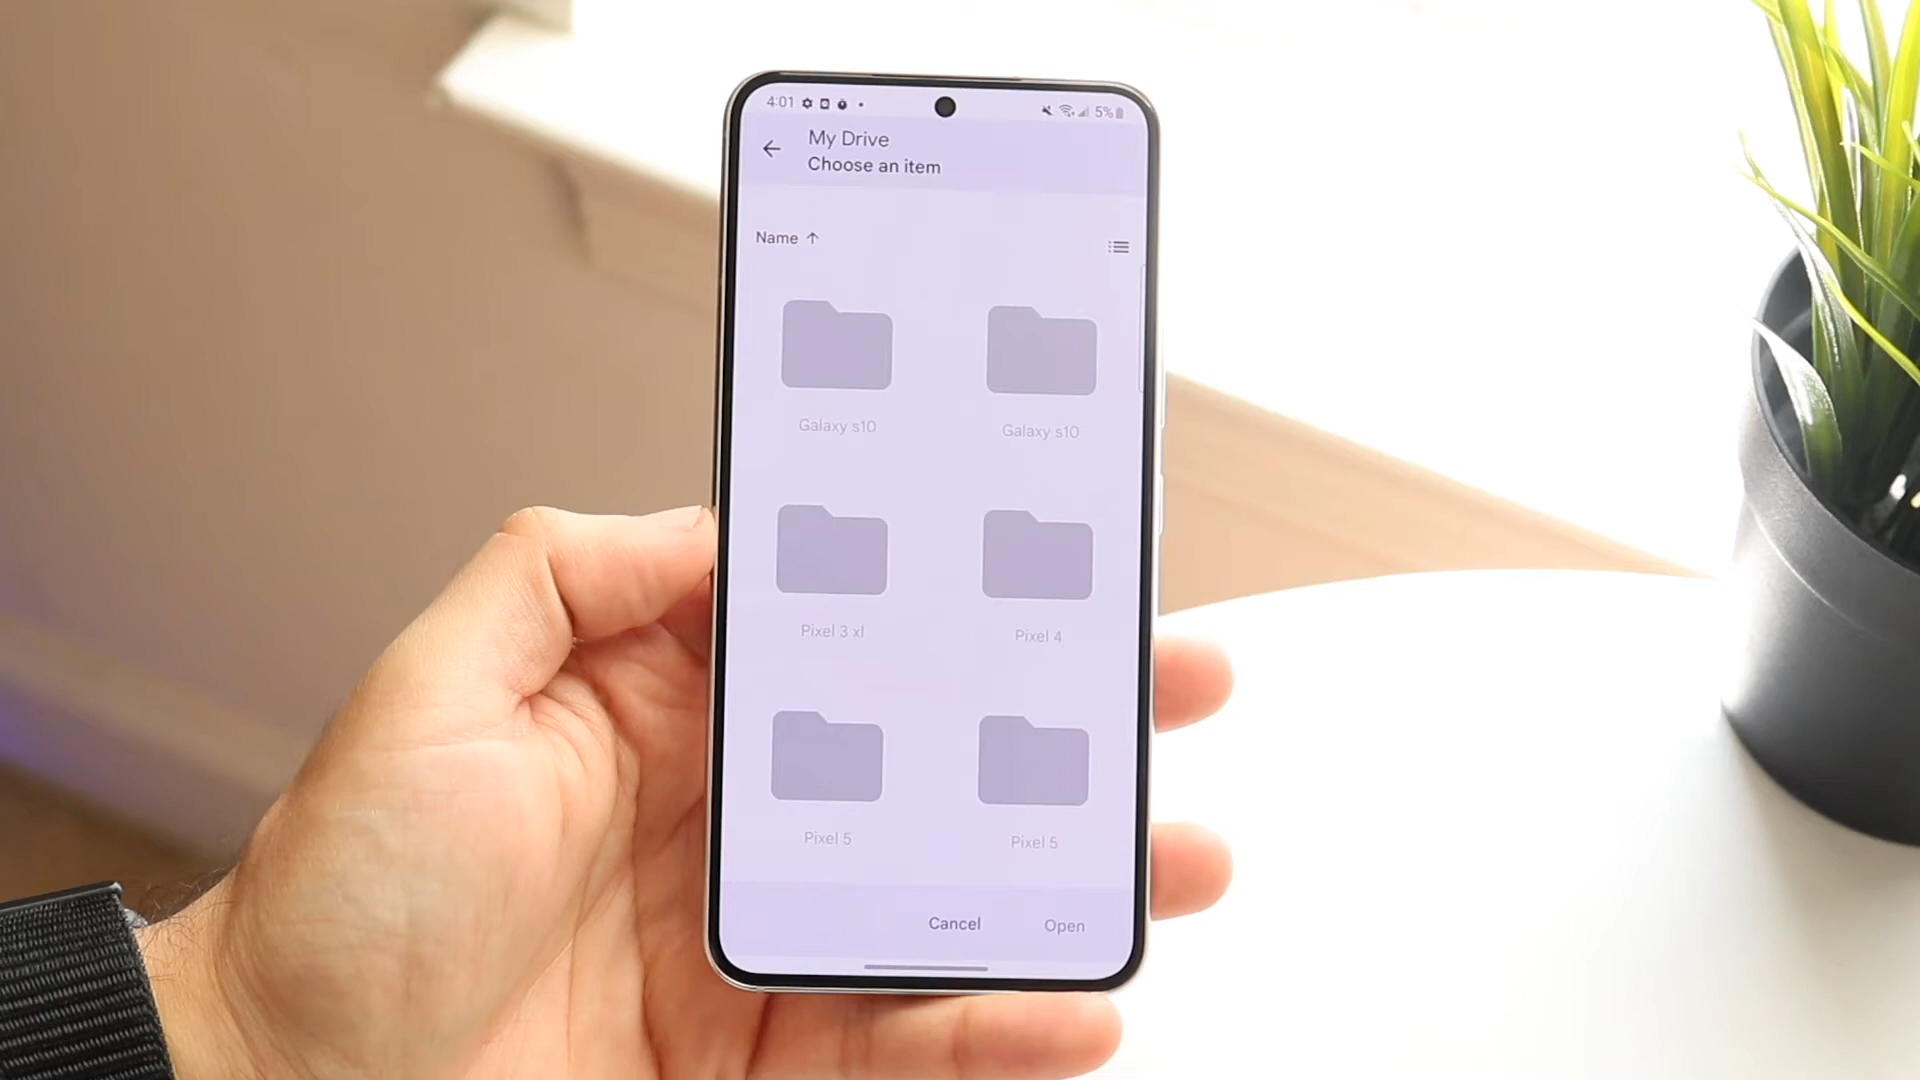 4:01
5%
My Drive
Choose an item
Name
Galaxy s10
Galaxy s10
Pixel 3 xl
Pixel 4
Pixel 5
Pixel 5
Cancel
Open